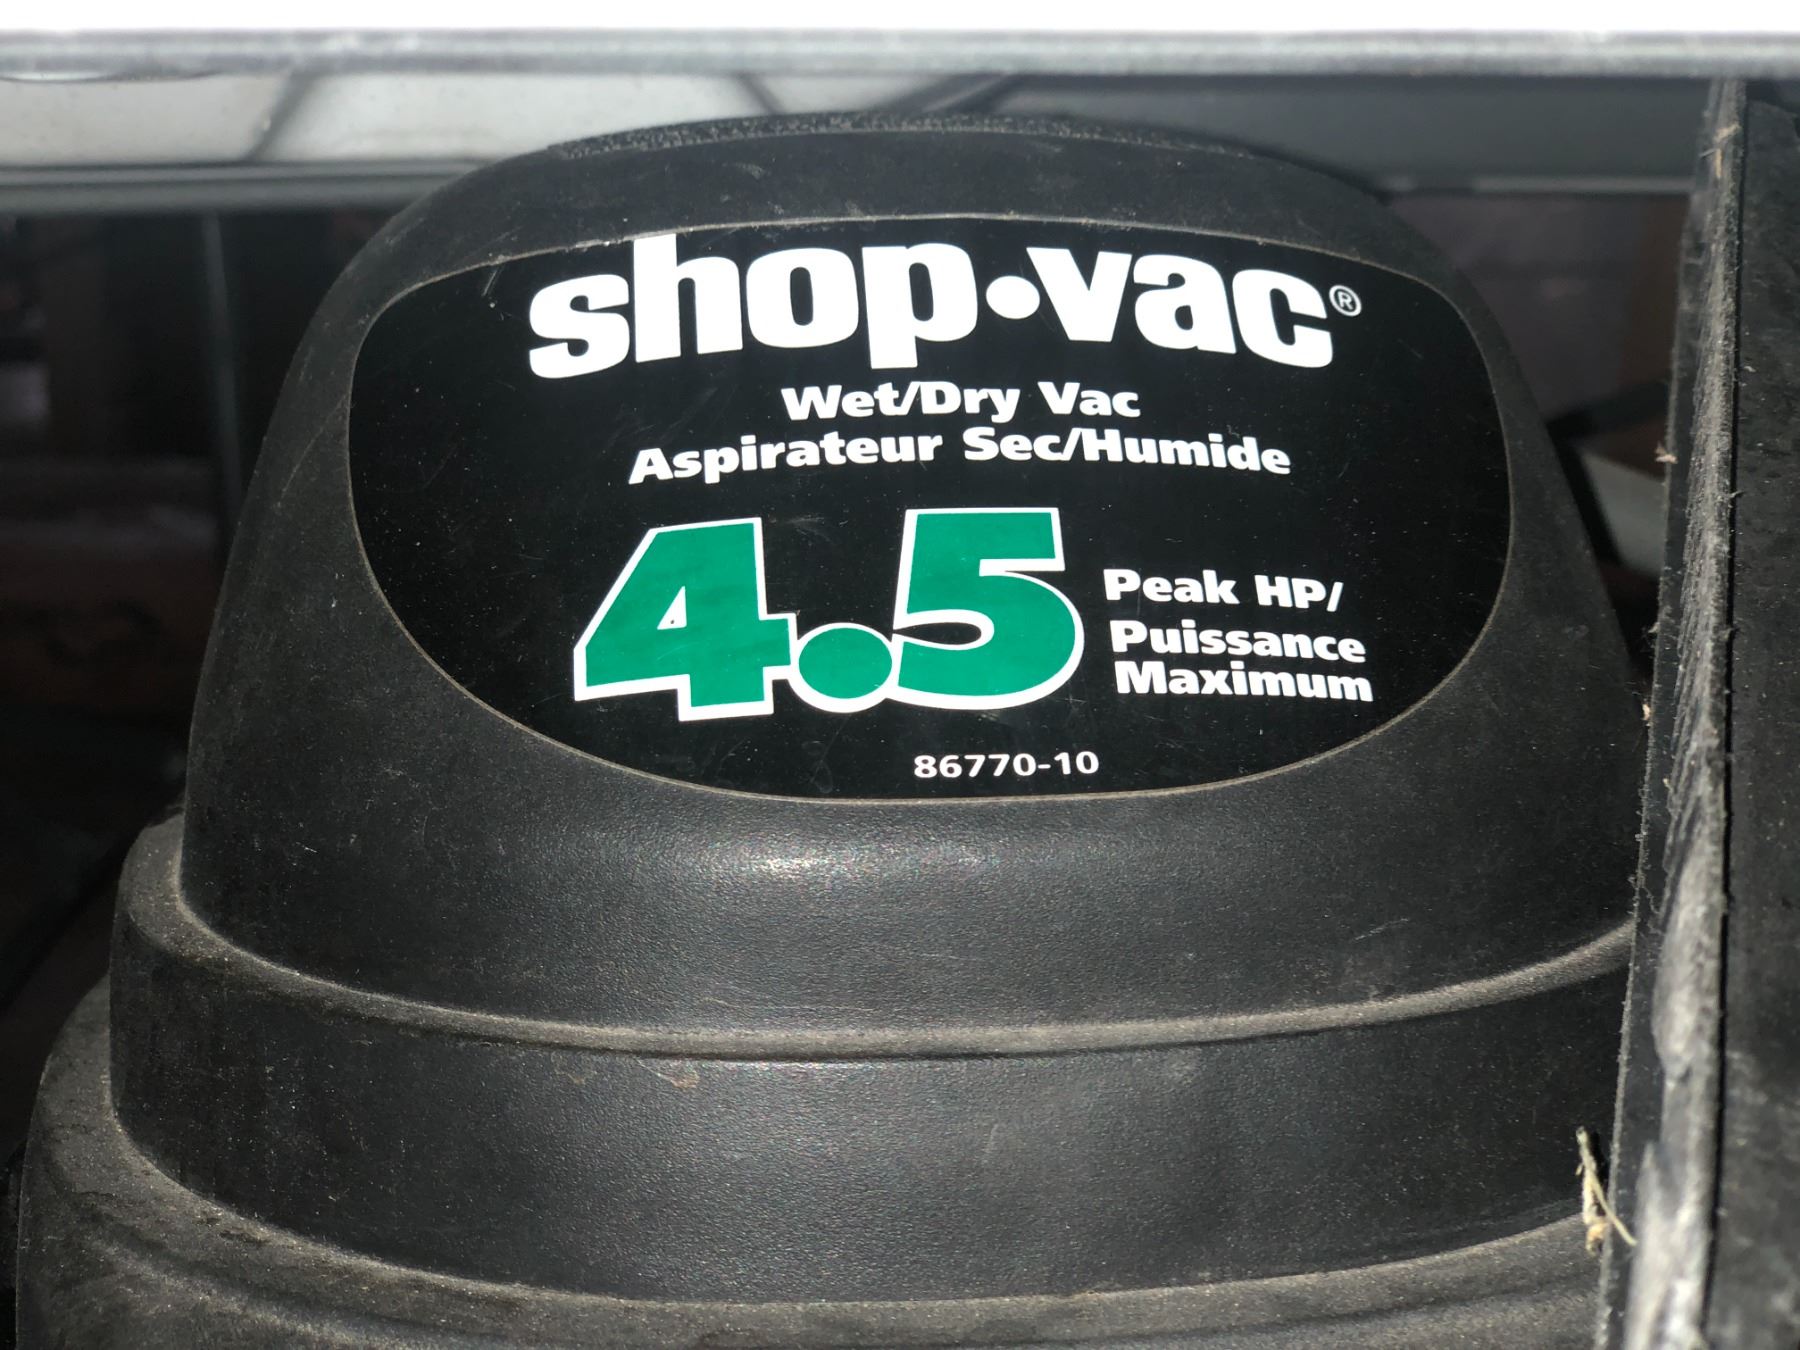 shop•vac®
Wet/Dry Vac
Aspirateur Sec/Humide
4.5
Peak HP/
Puissance
Maximum
86770-10